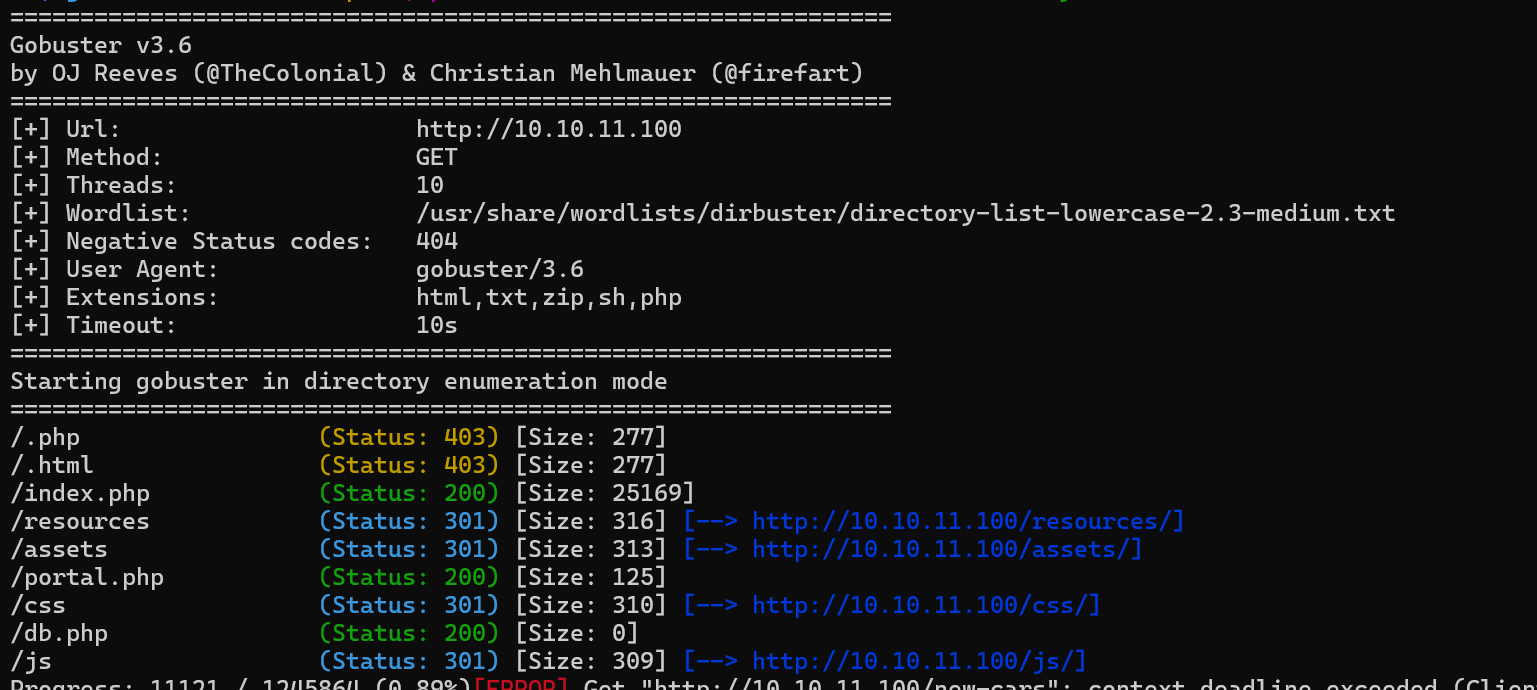 ===============================================================
Gobuster v3.6
by OJ Reeves (@TheColonial) & Christian Mehlmauer (@firefart)
===============================================================
[+] Url:                     http://10.10.11.100
[+] Method:                  GET
[+] Threads:                 10
[+] Wordlist:                /usr/share/wordlists/dirbuster/directory-list-lowercase-2.3-medium.txt
[+] Negative Status codes:   404
[+] User Agent:              gobuster/3.6
[+] Extensions:              html,txt,zip,sh,php
[+] Timeout:                 10s
===============================================================
Starting gobuster in directory enumeration mode
===============================================================
/.php                 (Status: 403) [Size: 277]
/.html                (Status: 403) [Size: 277]
/index.php            (Status: 200) [Size: 25169]
/resources            (Status: 301) [Size: 316] [--> http://10.10.11.100/resources/]
/assets               (Status: 301) [Size: 313] [--> http://10.10.11.100/assets/]
/portal.php           (Status: 200) [Size: 125]
/css                  (Status: 301) [Size: 310] [--> http://10.10.11.100/css/]
/db.php               (Status: 200) [Size: 0]
/js                   (Status: 301) [Size: 309] [--> http://10.10.11.100/js/]
Progress: 11121 / 1245864 (0.89%)[ERROR] Get "http://10.10.11.100/new-cars": context deadline exceeded (Clien